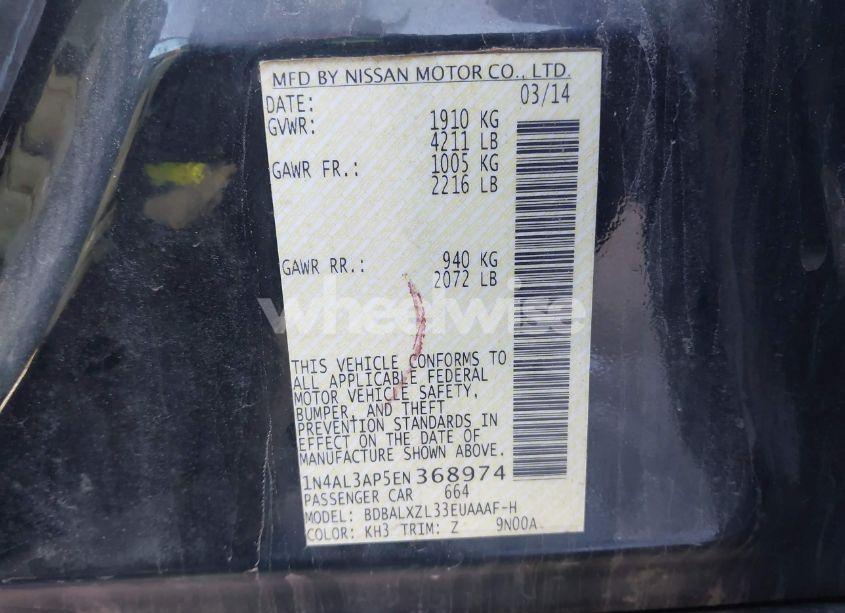 MFD BY NISSAN MOTOR CO., LTD.
DATE: 03/14
GVWR: 1910 KG
4211 LB
GAWR FR.: 1005 KG
2216 LB
GAWR RR.: 940 KG
2072 LB
wheelwise
THIS VEHICLE CONFORMS TO
ALL APPLICABLE FEDERAL
MOTOR VEHICLE SAFETY,
BUMPER, AND THEFT
PREVENTION STANDARDS IN
EFFECT ON THE DATE OF
MANUFACTURE SHOWN ABOVE.
1N4AL3AP5EN368974
PASSENGER CAR 664
MODEL: BDBALXZL33EUAAAF-H
COLOR: KH3 TRIM: Z 9N00A